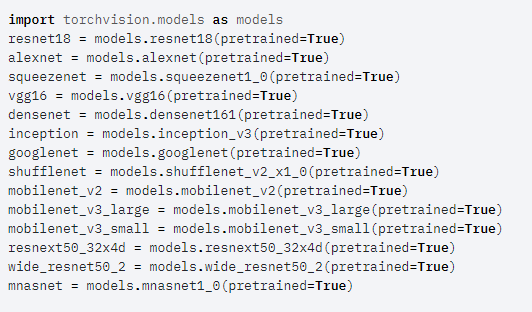 import torchvision.models as models
resnet18 = models.resnet18(pretrained=True)
alexnet = models.alexnet(pretrained=True)
squeezenet = models.squeezenet1_0(pretrained=True)
vgg16 = models.vgg16(pretrained=True)
densenet = models.densenet161(pretrained=True)
inception = models.inception_v3(pretrained=True)
googlenet = models.googlenet(pretrained=True)
shufflenet = models.shufflenet_v2_x1_0(pretrained=True)
mobilenet_v2 = models.mobilenet_v2(pretrained=True)
mobilenet_v3_large = models.mobilenet_v3_large(pretrained=True)
mobilenet_v3_small = models.mobilenet_v3_small(pretrained=True)
resnext50_32x4d = models.resnext50_32x4d(pretrained=True)
wide_resnet50_2 = models.wide_resnet50_2(pretrained=True)
mnasnet = models.mnasnet1_0(pretrained=True)